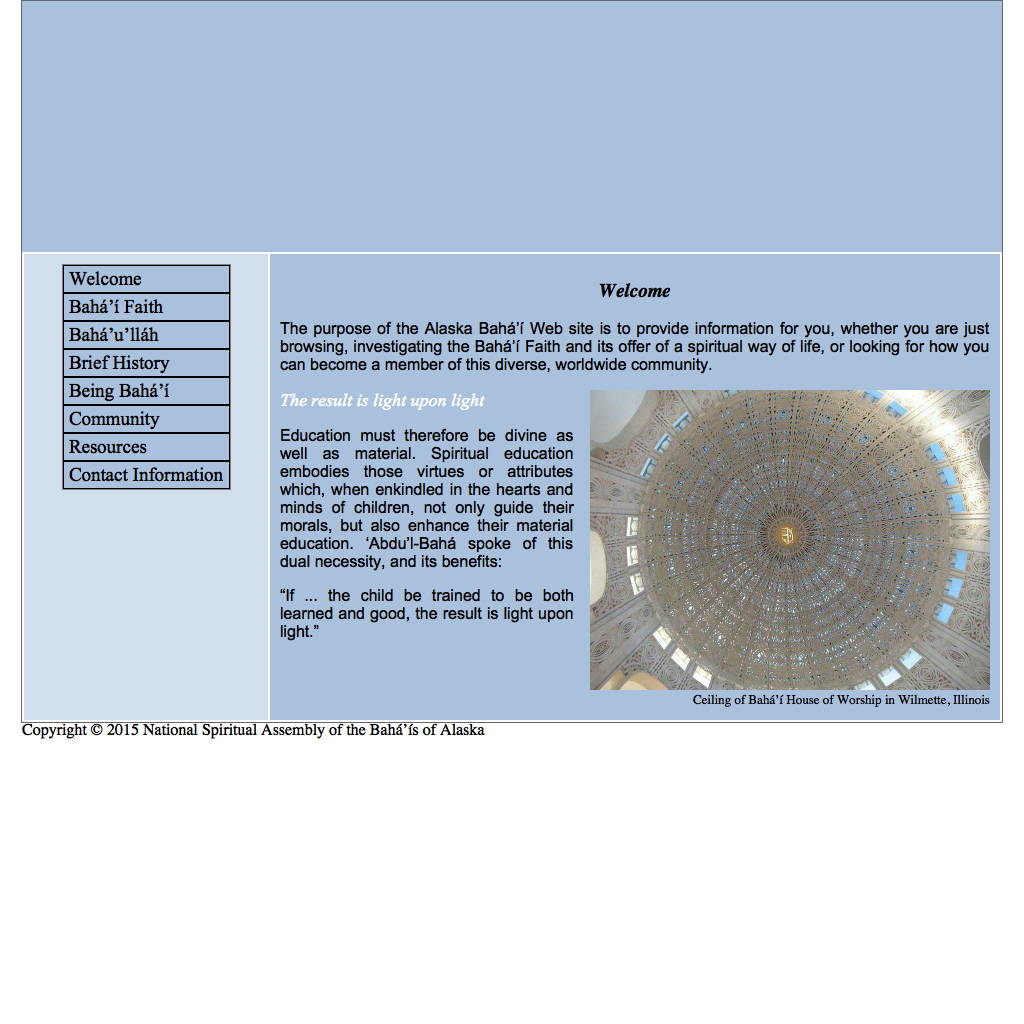 Welcome
Bahá’í Faith
Bahá’u’lláh
Brief History
Being Bahá’í
Community
Resources
Contact Information
Welcome
The purpose of the Alaska Bahá’í Web site is to provide information for you, whether you are just
browsing, investigating the Bahá’í Faith and its offer of a spiritual way of life, or looking for how you
can become a member of this diverse, worldwide community.
The result is light upon light
Education must therefore be divine as
well as material. Spiritual education
embodies those virtues or attributes
which, when enkindled in the hearts and
minds of children, not only guide their
morals, but also enhance their material
education. ‘Abdu’l-Bahá spoke of this
dual necessity, and its benefits:
“If ... the child be trained to be both
learned and good, the result is light upon
light.”
Ceiling of Bahá’í House of Worship in Wilmette, Illinois
Copyright © 2015 National Spiritual Assembly of the Bahá’ís of Alaska